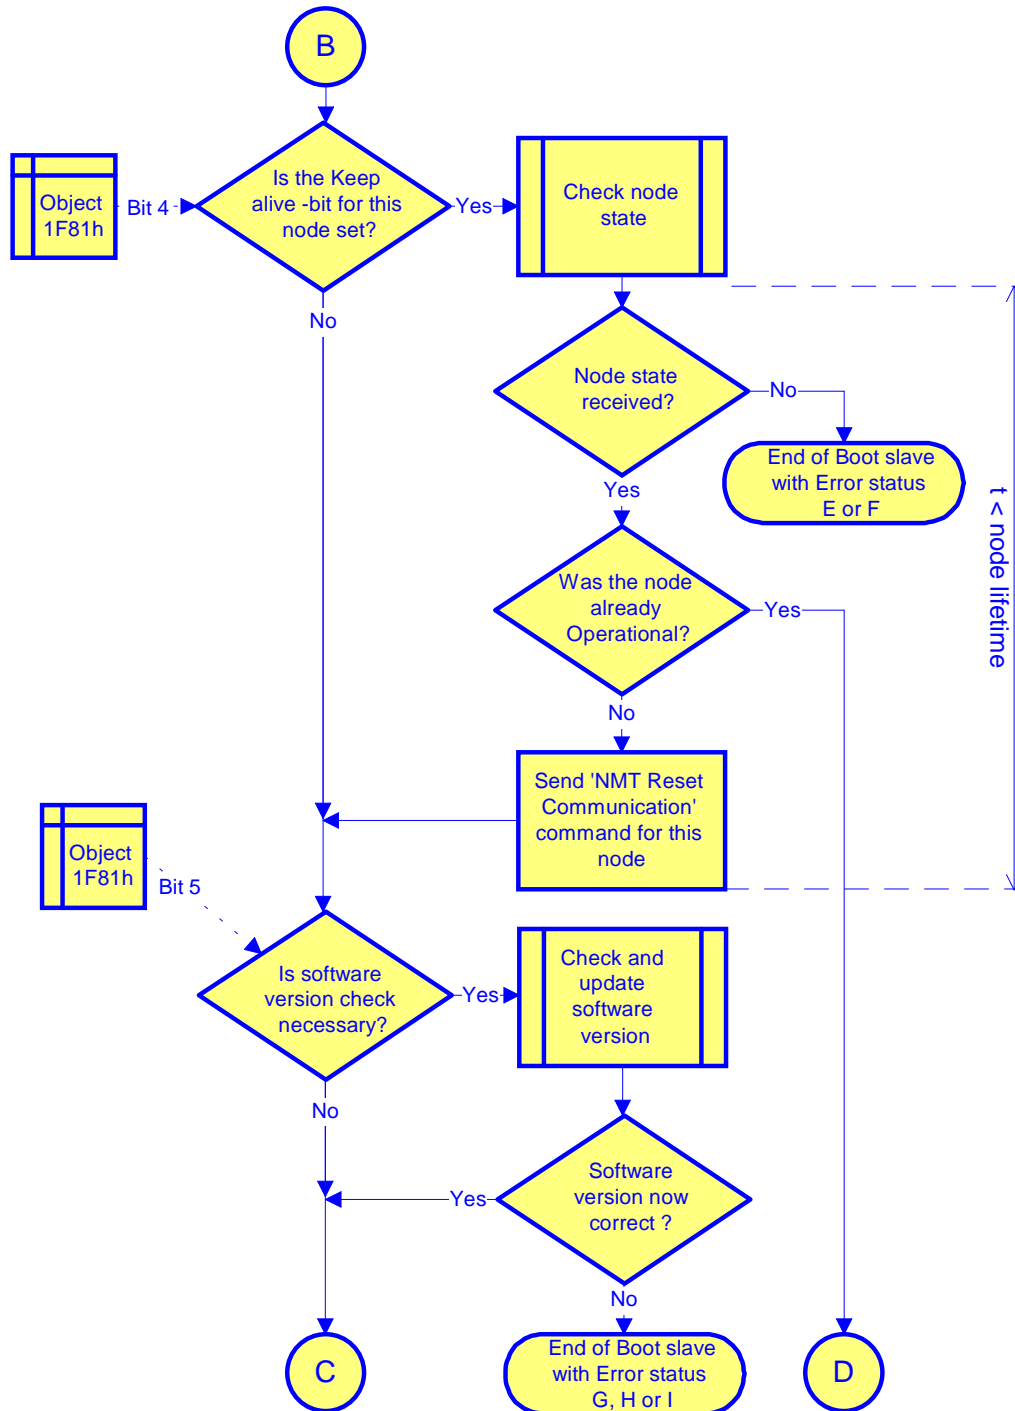 B
Is the Keep
alive -bit for this
node set?
Object
1F81h
Bit 4
Yes
Check node
state
No
Node state
received?
No
End of Boot slave
with Error status
E or F
Yes
t < node lifetime
Was the node
already
Operational?
Yes
No
Send 'NMT Reset
Communication'
command for this
node
Object
1F81h
Bit 5
Is software
version check
necessary?
Yes
Check and
update
software
version
No
Software
version now
correct ?
Yes
No
C
End of Boot slave
with Error status
G, H or I
D